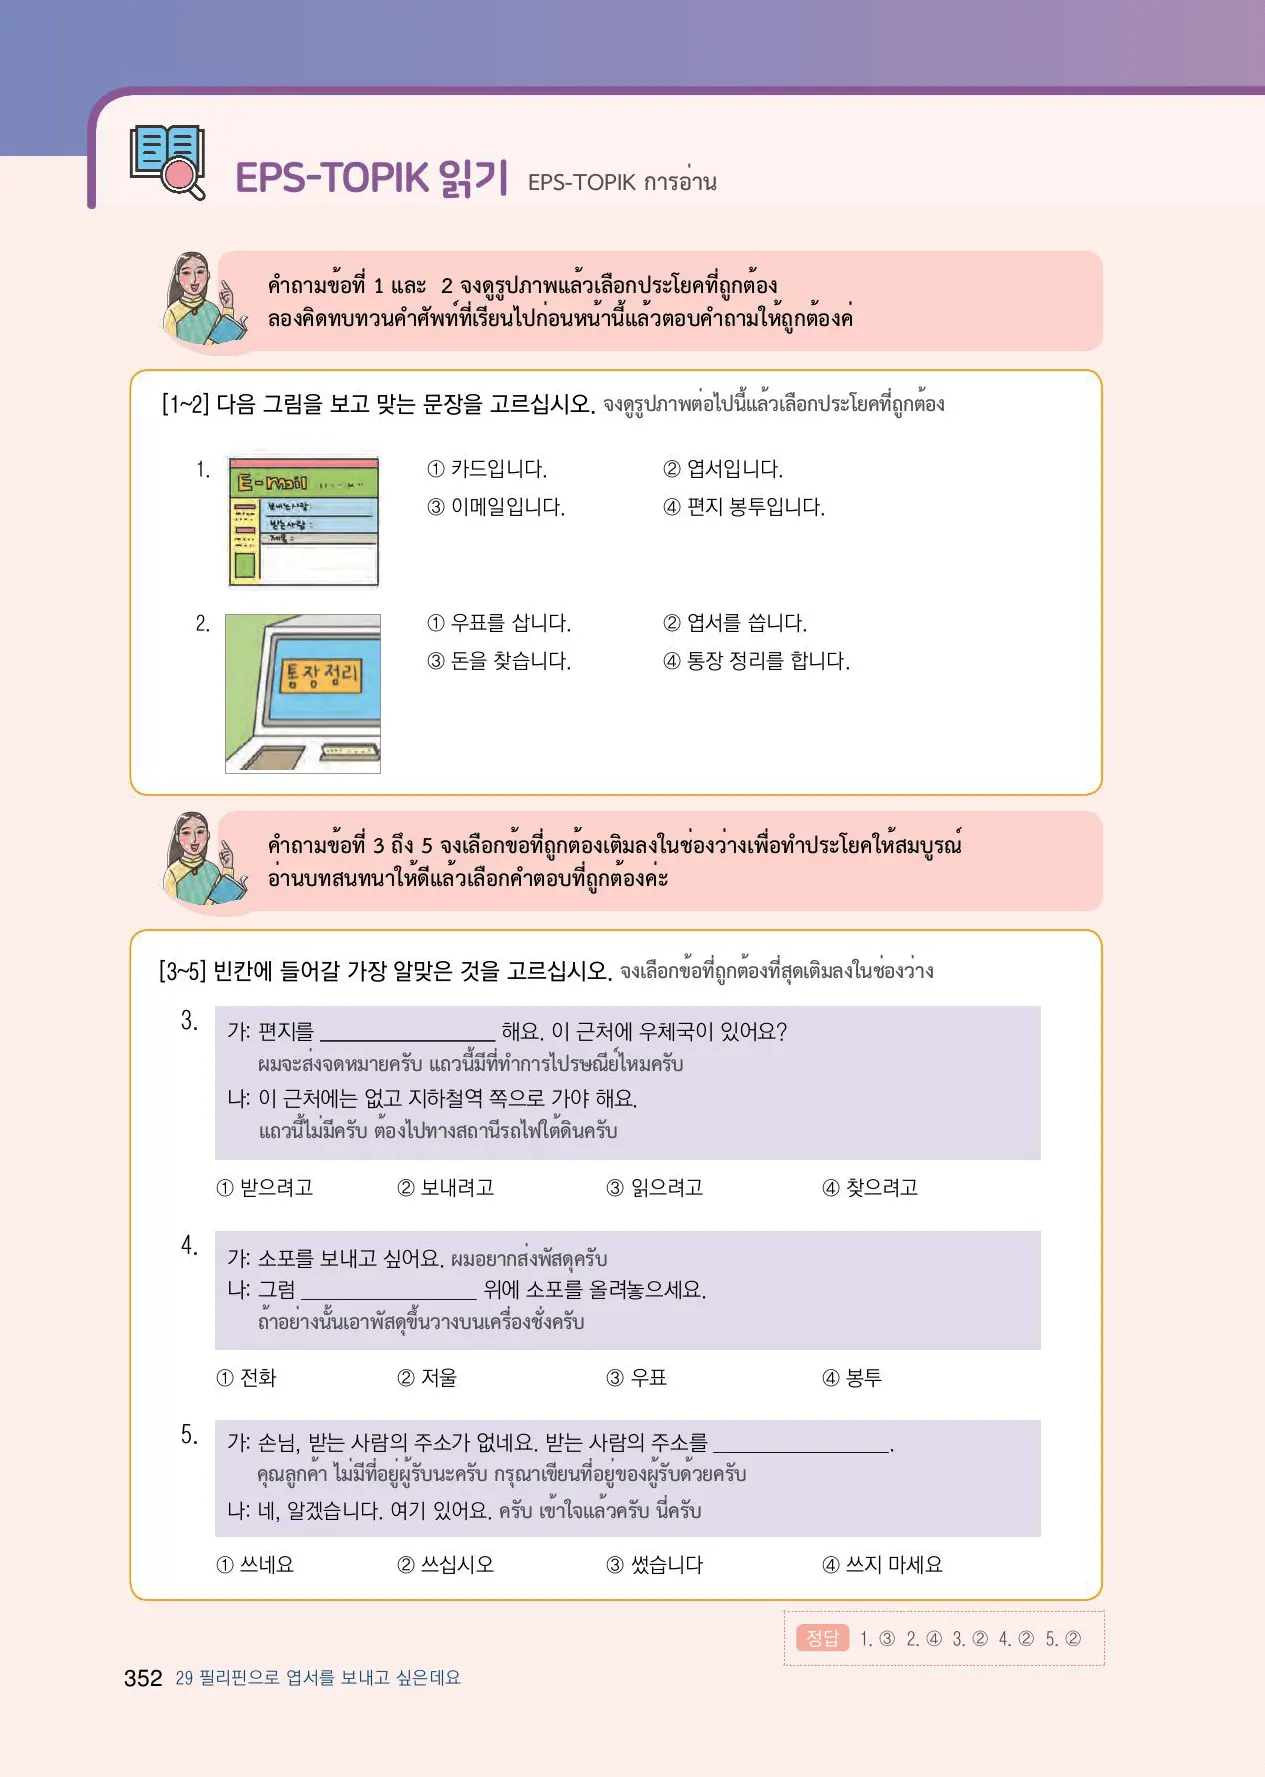 EPS-TOPIK 읽기 EPS-TOPIK การอ่าน
คำถามข้อที่ 1 และ 2 จงดูรูปภาพแล้วเลือกประโยคที่ถูกต้อง
ลองคิดทบทวนคำศัพท์ที่เรียนไปก่อนหน้านี้แล้วตอบคำถามให้ถูกต้องค่
[1~2] 다음 그림을 보고 맞는 문장을 고르십시오. จงดูรูปภาพต่อไปนี้แล้วเลือกประโยคที่ถูกต้อง
1.
E-mail
보내는사람:
받는사람:
제목:
① 카드입니다. ② 엽서입니다.
③ 이메일입니다. ④ 편지 봉투입니다.
2.
통장정리
① 우표를 삽니다. ② 엽서를 씁니다.
③ 돈을 찾습니다. ④ 통장 정리를 합니다.
คำถามข้อที่ 3 ถึง 5 จงเลือกข้อที่ถูกต้องเติมลงในช่องว่างเพื่อทำประโยคให้สมบูรณ์
อ่านบทสนทนาให้ดีแล้วเลือกคำตอบที่ถูกต้องค่ะ
[3~5] 빈칸에 들어갈 가장 알맞은 것을 고르십시오. จงเลือกข้อที่ถูกต้องที่สุดเติมลงในช่องว่าง
3.
가: 편지를 ________________ 해요. 이 근처에 우체국이 있어요?
ผมจะส่งจดหมายครับ แถวนี้มีที่ทำการไปรษณีย์ไหมครับ
나: 이 근처에는 없고 지하철역 쪽으로 가야 해요.
แถวนี้ไม่มีครับ ต้องไปทางสถานีรถไฟใต้ดินครับ
① 받으려고 ② 보내려고 ③ 읽으려고 ④ 찾으려고
4.
가: 소포를 보내고 싶어요. ผมอยากส่งพัสดุครับ
나: 그럼 ________________ 위에 소포를 올려놓으세요.
ถ้าอย่างนั้นเอาพัสดุขึ้นวางบนเครื่องชั่งครับ
① 전화 ② 저울 ③ 우표 ④ 봉투
5.
가: 손님, 받는 사람의 주소가 없네요. 받는 사람의 주소를 ________________.
คุณลูกค้า ไม่มีที่อยู่ผู้รับนะครับ กรุณาเขียนที่อยู่ของผู้รับด้วยครับ
나: 네, 알겠습니다. 여기 있어요. ครับ เข้าใจแล้วครับ นี่ครับ
① 쓰네요 ② 쓰십시오 ③ 썼습니다 ④ 쓰지 마세요
정답 1. ③ 2. ④ 3. ② 4. ② 5. ②
352 29 필리핀으로 엽서를 보내고 싶은데요